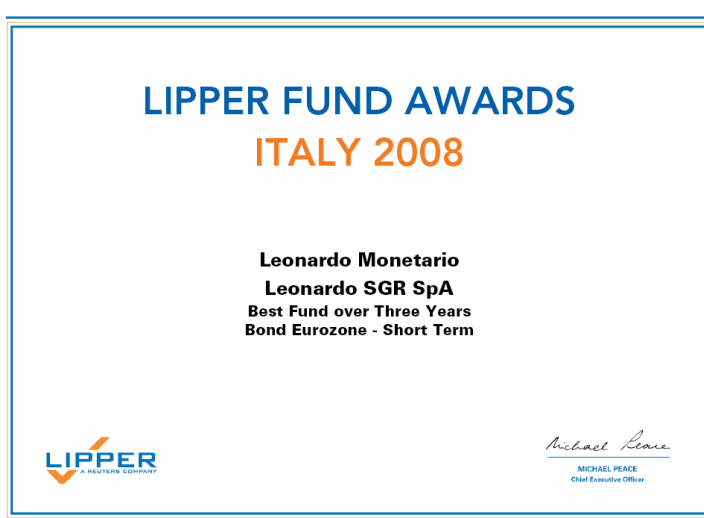 LIPPER FUND AWARDS
ITALY 2008
Leonardo Monetario
Leonardo SGR SpA
Best Fund over Three Years
Bond Eurozone - Short Term
LIPPER
A REUTERS COMPANY
Michael Peace
MICHAEL PEACE
Chief Executive Officer